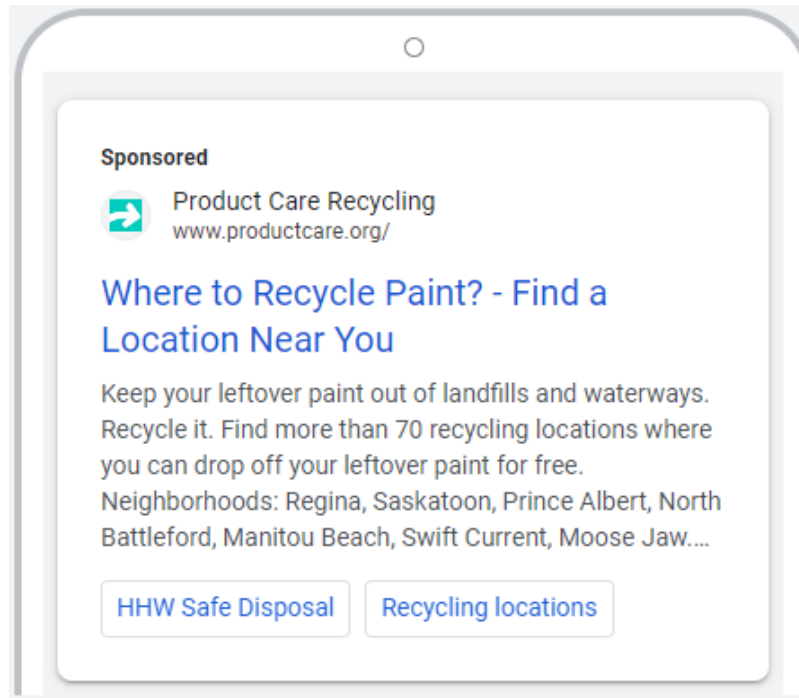 Sponsored
Product Care Recycling
www.productcare.org/
Where to Recycle Paint? - Find a
Location Near You
Keep your leftover paint out of landfills and waterways.
Recycle it. Find more than 70 recycling locations where
you can drop off your leftover paint for free.
Neighborhoods: Regina, Saskatoon, Prince Albert, North
Battleford, Manitou Beach, Swift Current, Moose Jaw....
HHW Safe Disposal
Recycling locations